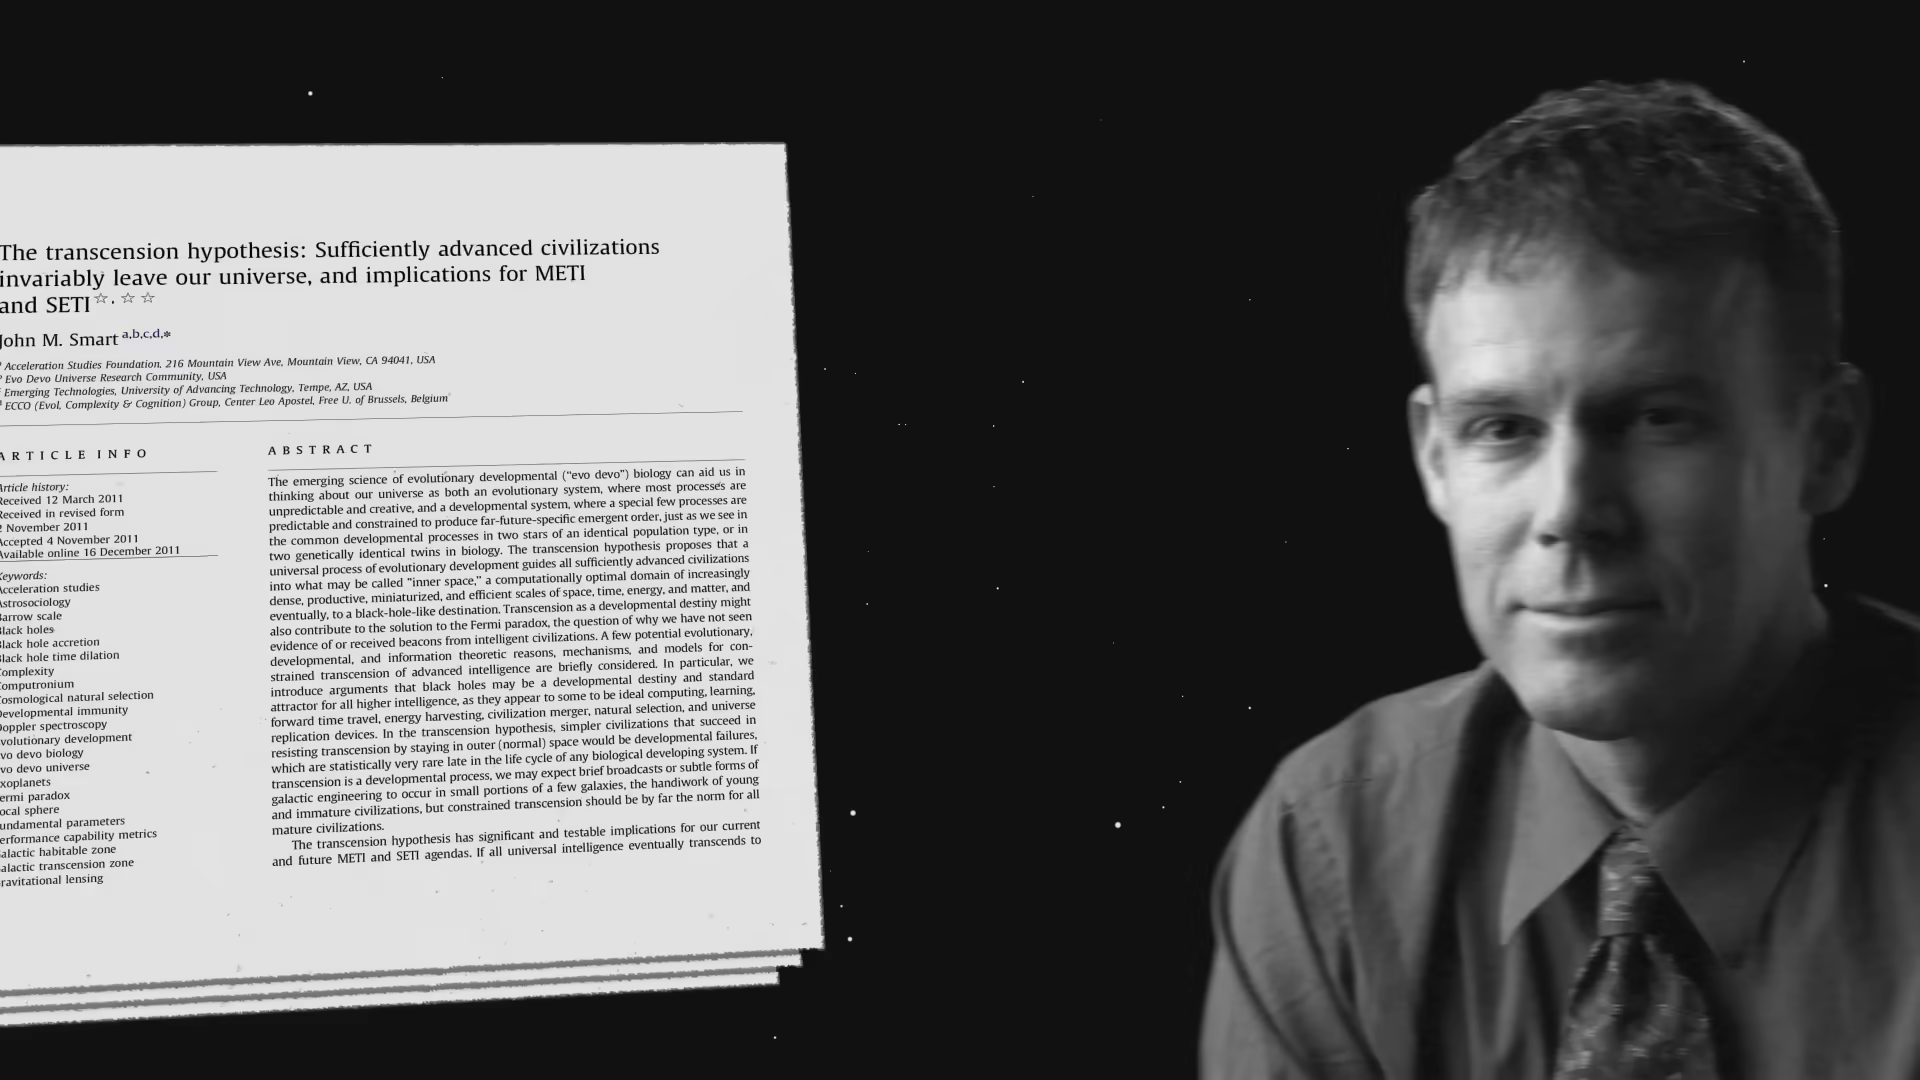 The transcension hypothesis: Sufficiently advanced civilizations
invariably leave our universe, and implications for METI
and SETI ☆, ☆☆
John M. Smart a,b,c,d,*
Acceleration Studies Foundation, 216 Mountain View Ave, Mountain View, CA 94041, USA
Evo Devo Universe Research Community, USA
Emerging Technologies, University of Advancing Technology, Tempe, AZ, USA
ECCO (Evol, Complexity & Cognition) Group, Center Leo Apostel, Free U. of Brussels, Belgium
ARTICLE INFO
Article history:
Received 12 March 2011
Received in revised form
2 November 2011
Accepted 4 November 2011
Available online 16 December 2011
Keywords:
Acceleration studies
Astrosociology
Barrow scale
Black holes
Black hole accretion
Black hole time dilation
Complexity
Computronium
Cosmological natural selection
Developmental immunity
Doppler spectroscopy
Evolutionary development
vo devo biology
vo devo universe
xoplanets
ermi paradox
ocal sphere
undamental parameters
erformance capability metrics
alactic habitable zone
alactic transcension zone
ravitational lensing
ABSTRACT
The emerging science of evolutionary developmental (“evo devo”) biology can aid us in
thinking about our universe as both an evolutionary system, where most processes are
unpredictable and creative, and a developmental system, where a special few processes are
predictable and constrained to produce far-future-specific emergent order, just as we see in
the common developmental processes in two stars of an identical population type, or in
two genetically identical twins in biology. The transcension hypothesis proposes that a
universal process of evolutionary development guides all sufficiently advanced civilizations
into what may be called "inner space," a computationally optimal domain of increasingly
dense, productive, miniaturized, and efficient scales of space, time, energy, and matter, and
eventually, to a black-hole-like destination. Transcension as a developmental destiny might
also contribute to the solution to the Fermi paradox, the question of why we have not seen
evidence of or received beacons from intelligent civilizations. A few potential evolutionary,
developmental, and information theoretic reasons, mechanisms, and models for con-
strained transcension of advanced intelligence are briefly considered. In particular, we
introduce arguments that black holes may be a developmental destiny and standard
attractor for all higher intelligence, as they appear to some to be ideal computing, learning,
forward time travel, energy harvesting, civilization merger, natural selection, and universe
replication devices. In the transcension hypothesis, simpler civilizations that succeed in
resisting transcension by staying in outer (normal) space would be developmental failures,
which are statistically very rare late in the life cycle of any biological developing system. If
transcension is a developmental process, we may expect brief broadcasts or subtle forms of
galactic engineering to occur in small portions of a few galaxies, the handiwork of young
and immature civilizations, but constrained transcension should be by far the norm for all
mature civilizations.
The transcension hypothesis has significant and testable implications for our current
and future METI and SETI agendas. If all universal intelligence eventually transcends to